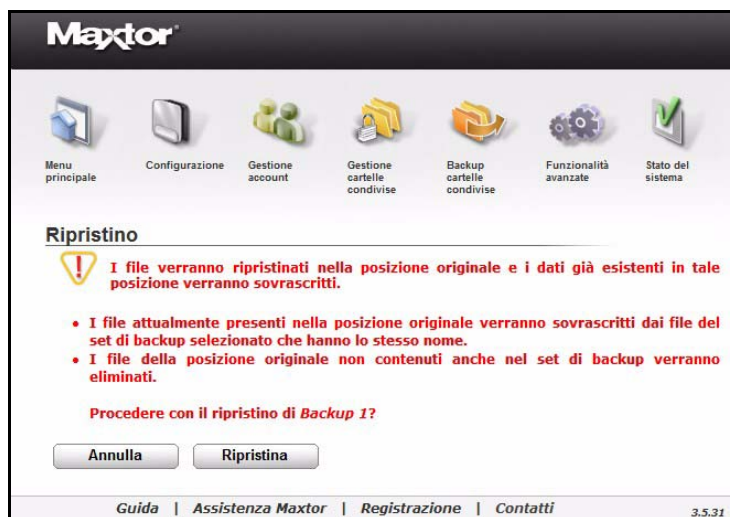 Maxtor
Menu
principale
Configurazione
Gestione
account
Gestione
cartelle
condivise
Backup
cartelle
condivise
Funzionalità
avanzate
Stato del
sistema
Ripristino
I file verranno ripristinati nella posizione originale e i dati già esistenti in tale
posizione verranno sovrascritti.
• I file attualmente presenti nella posizione originale verranno sovrascritti dai file del
set di backup selezionato che hanno lo stesso nome.
• I file della posizione originale non contenuti anche nel set di backup verranno
eliminati.
Procedere con il ripristino di Backup 1?
Annulla
Ripristina
Guida | Assistenza Maxtor | Registrazione | Contatti
3.5.31